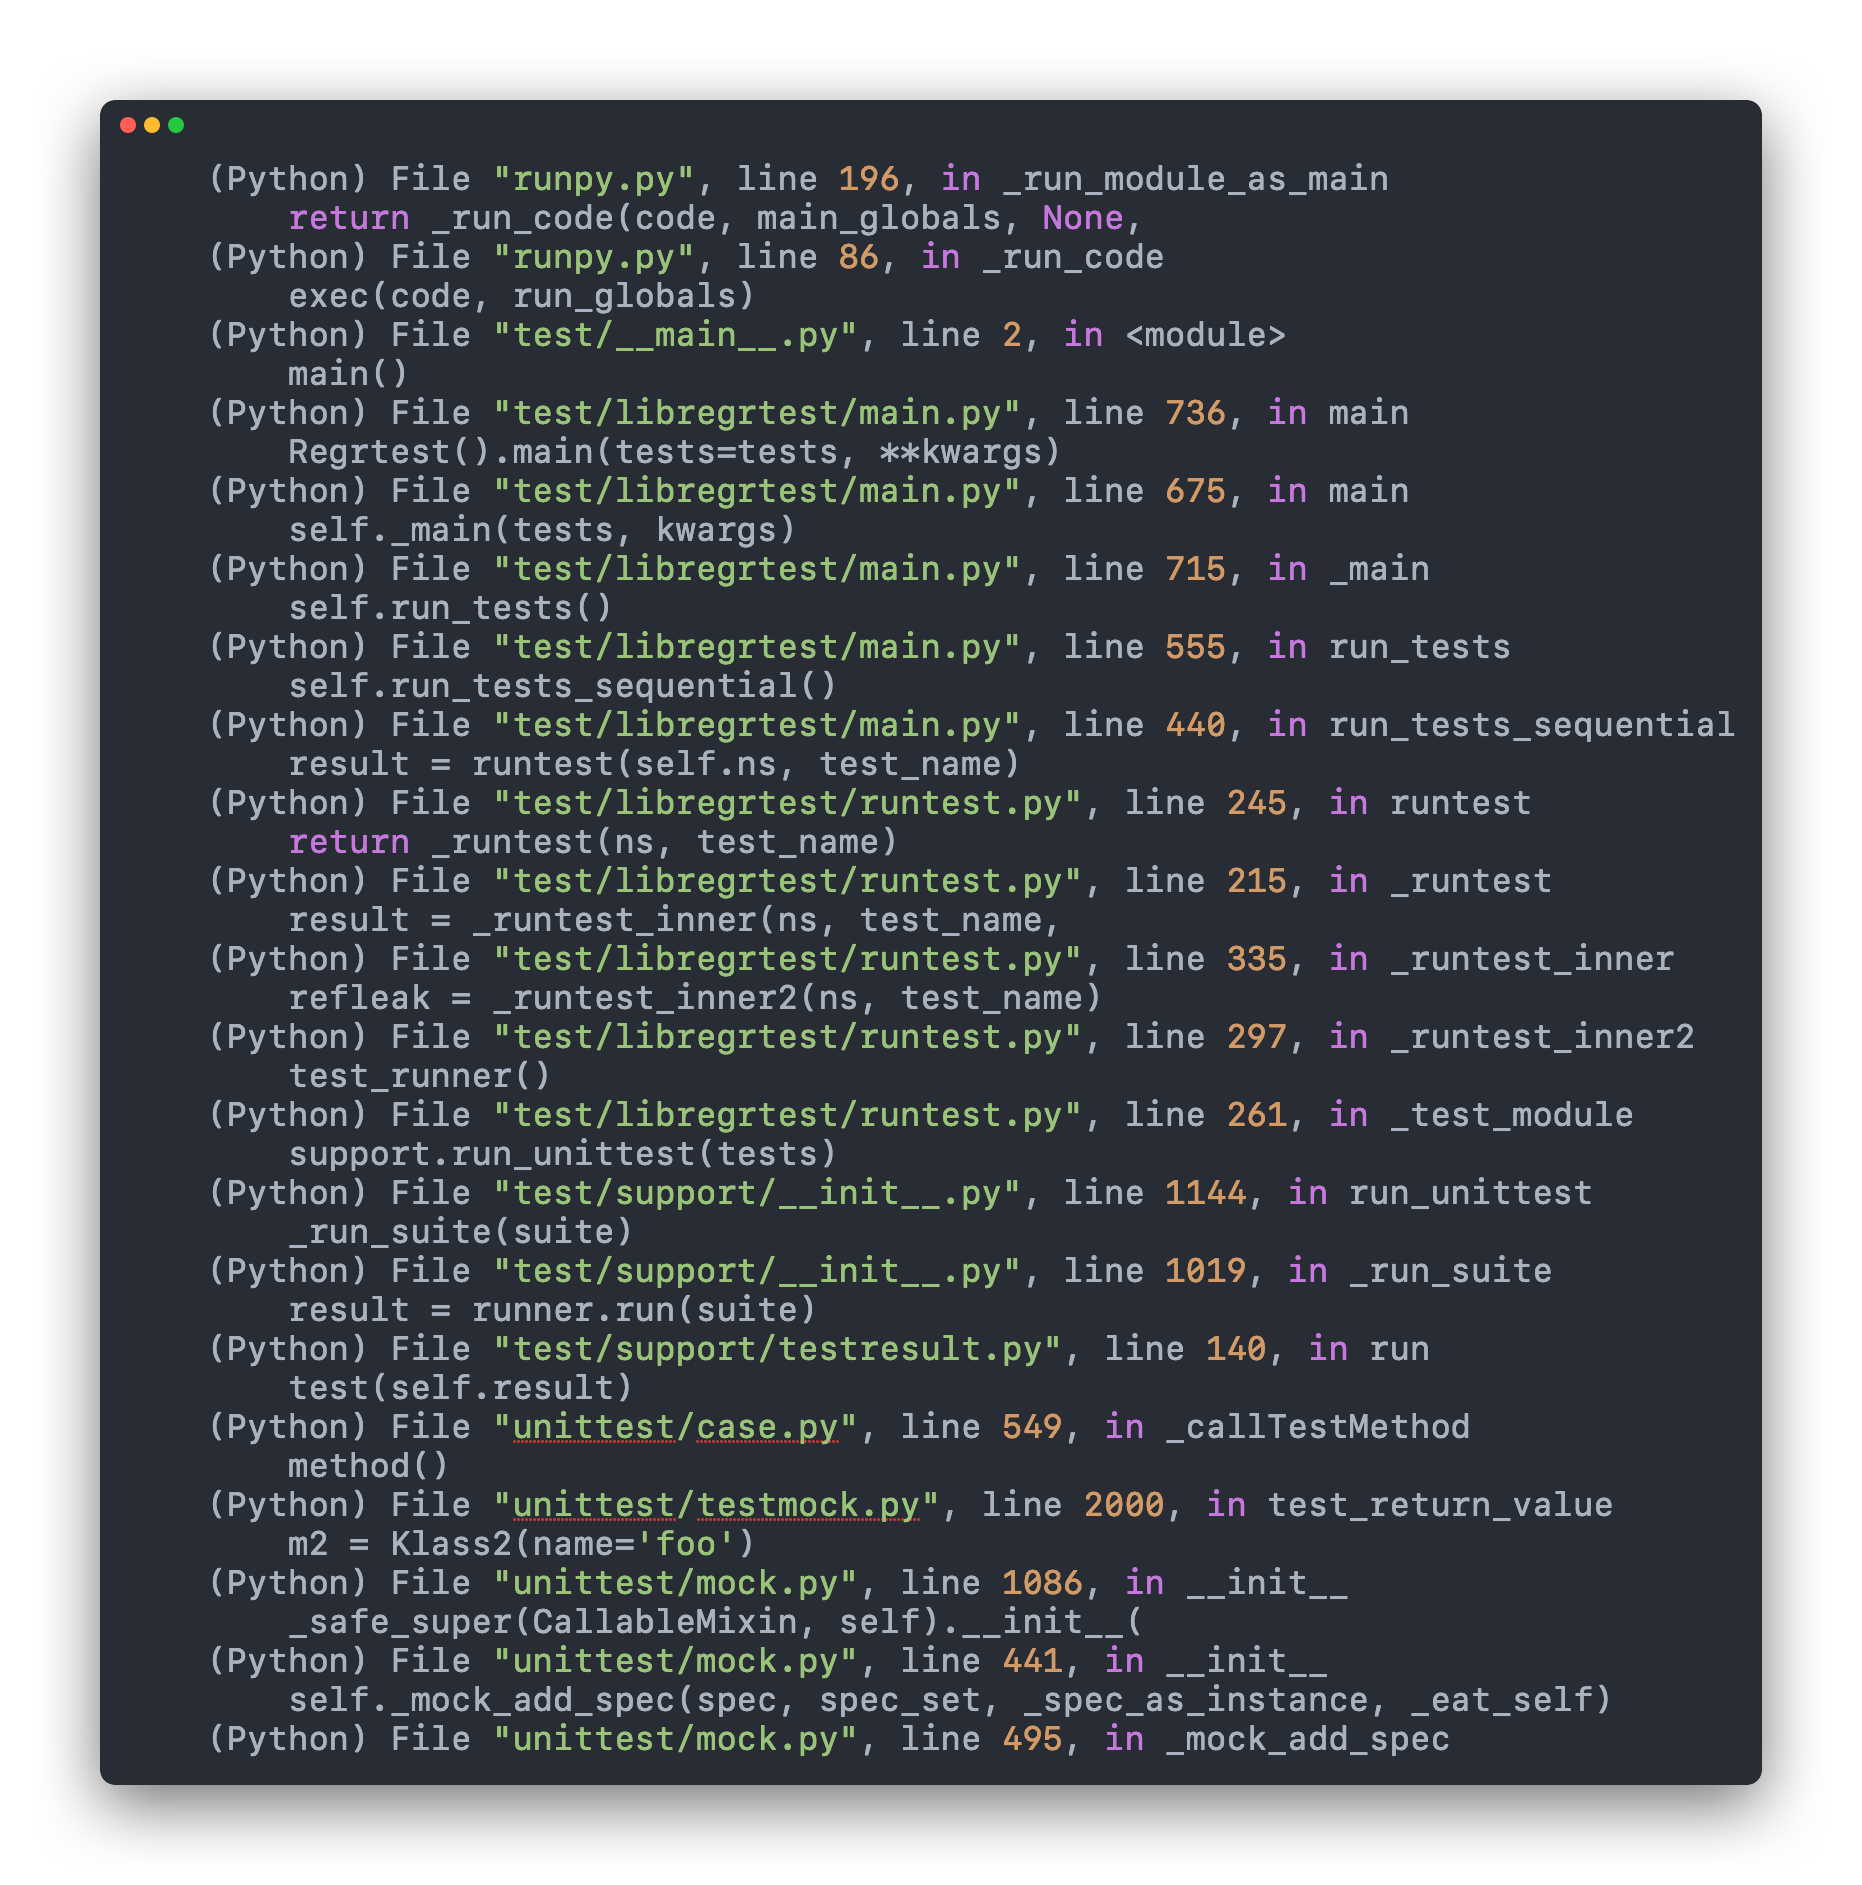 (Python) File "runpy.py", line 196, in _run_module_as_main
    return _run_code(code, main_globals, None,
(Python) File "runpy.py", line 86, in _run_code
    exec(code, run_globals)
(Python) File "test/__main__.py", line 2, in <module>
    main()
(Python) File "test/libregrtest/main.py", line 736, in main
    Regrtest().main(tests=tests, **kwargs)
(Python) File "test/libregrtest/main.py", line 675, in main
    self._main(tests, kwargs)
(Python) File "test/libregrtest/main.py", line 715, in _main
    self.run_tests()
(Python) File "test/libregrtest/main.py", line 555, in run_tests
    self.run_tests_sequential()
(Python) File "test/libregrtest/main.py", line 440, in run_tests_sequential
    result = runtest(self.ns, test_name)
(Python) File "test/libregrtest/runtest.py", line 245, in runtest
    return _runtest(ns, test_name)
(Python) File "test/libregrtest/runtest.py", line 215, in _runtest
    result = _runtest_inner(ns, test_name,
(Python) File "test/libregrtest/runtest.py", line 335, in _runtest_inner
    refleak = _runtest_inner2(ns, test_name)
(Python) File "test/libregrtest/runtest.py", line 297, in _runtest_inner2
    test_runner()
(Python) File "test/libregrtest/runtest.py", line 261, in _test_module
    support.run_unittest(tests)
(Python) File "test/support/__init__.py", line 1144, in run_unittest
    _run_suite(suite)
(Python) File "test/support/__init__.py", line 1019, in _run_suite
    result = runner.run(suite)
(Python) File "test/support/testresult.py", line 140, in run
    test(self.result)
(Python) File "unittest/case.py", line 549, in _callTestMethod
    method()
(Python) File "unittest/testmock.py", line 2000, in test_return_value
    m2 = Klass2(name='foo')
(Python) File "unittest/mock.py", line 1086, in __init__
    _safe_super(CallableMixin, self).__init__(
(Python) File "unittest/mock.py", line 441, in __init__
    self._mock_add_spec(spec, spec_set, _spec_as_instance, _eat_self)
(Python) File "unittest/mock.py", line 495, in _mock_add_spec